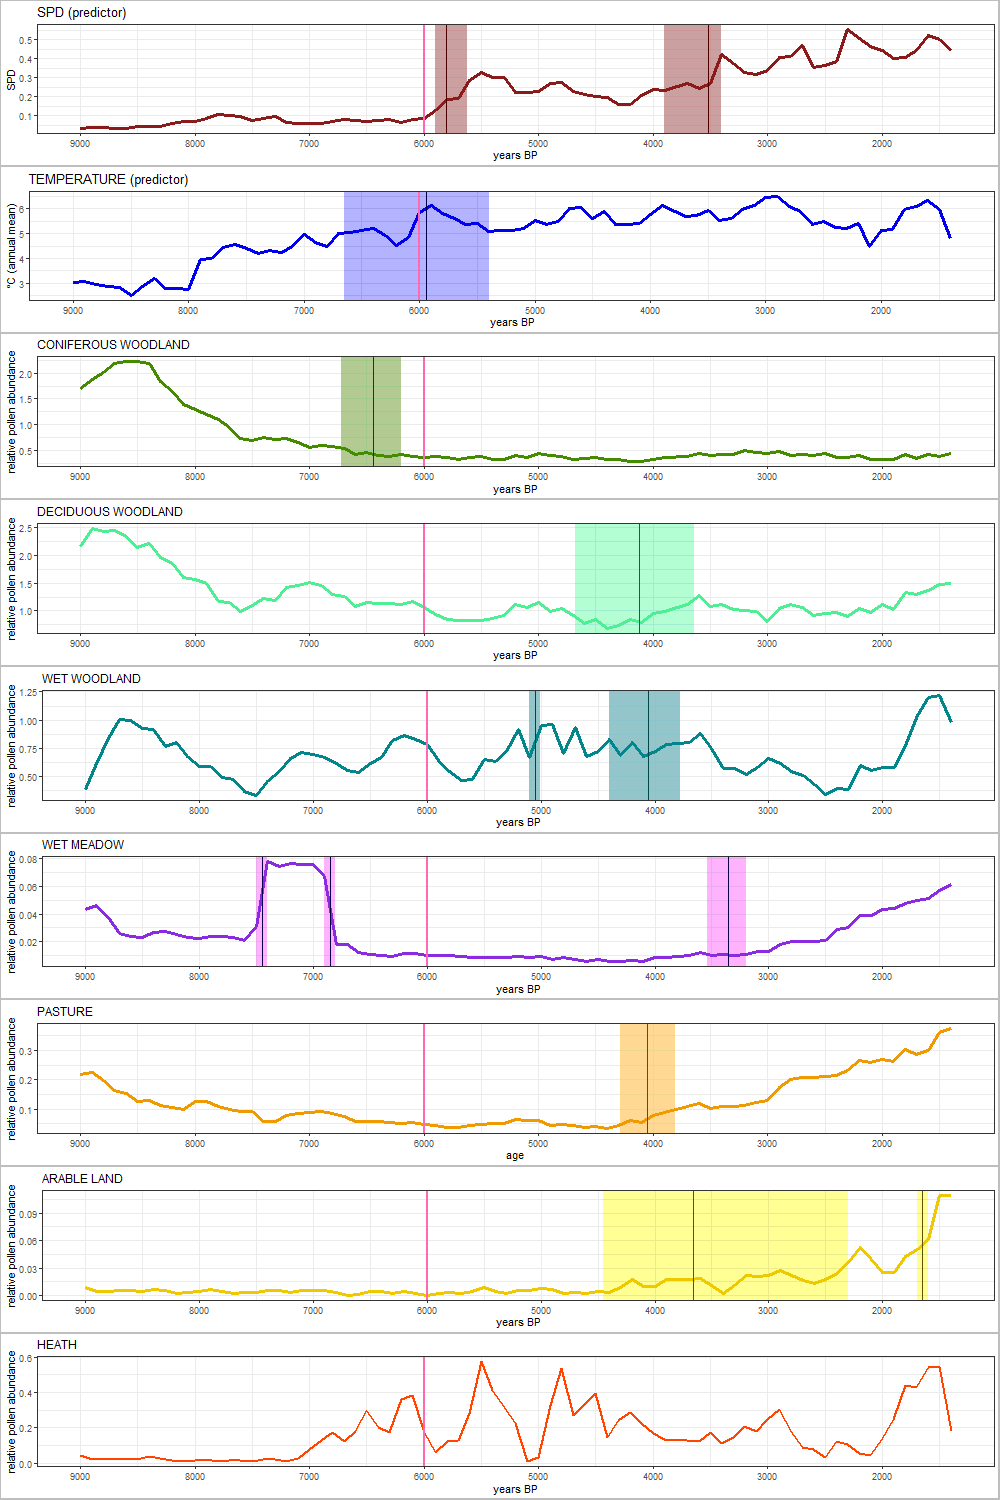 SPD (predictor)
SPD
0.5
0.4
0.3
0.2
0.1
9000 8000 7000 6000 5000 4000 3000 2000
years BP
TEMPERATURE (predictor)
°C (annual mean)
6
5
4
3
9000 8000 7000 6000 5000 4000 3000 2000
years BP
CONIFEROUS WOODLAND
relative pollen abundance
2.0
1.5
1.0
0.5
9000 8000 7000 6000 5000 4000 3000 2000
years BP
DECIDUOUS WOODLAND
relative pollen abundance
2.5
2.0
1.5
1.0
9000 8000 7000 6000 5000 4000 3000 2000
years BP
WET WOODLAND
relative pollen abundance
1.25
1.00
0.75
0.50
9000 8000 7000 6000 5000 4000 3000 2000
years BP
WET MEADOW
relative pollen abundance
0.08
0.06
0.04
0.02
9000 8000 7000 6000 5000 4000 3000 2000
years BP
PASTURE
relative pollen abundance
0.3
0.2
0.1
9000 8000 7000 6000 5000 4000 3000 2000
age
ARABLE LAND
relative pollen abundance
0.09
0.06
0.03
0.00
9000 8000 7000 6000 5000 4000 3000 2000
years BP
HEATH
relative pollen abundance
0.6
0.4
0.2
0.0
9000 8000 7000 6000 5000 4000 3000 2000
years BP